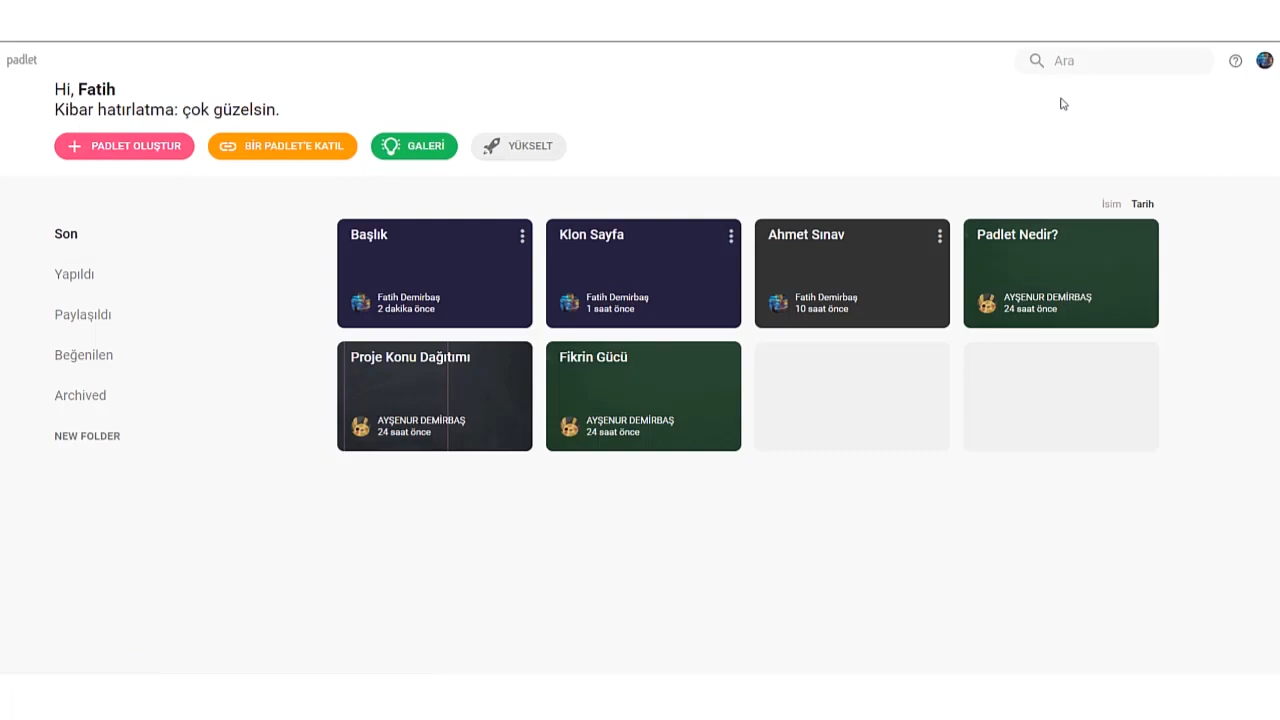 padlet
Ara
Hi, Fatih
Kibar hatırlatma: çok güzelsin.
PADLET OLUŞTUR
BİR PADLET'E KATIL
GALERİ
YÜKSELT
İsim Tarih
Son
Yapıldı
Paylaşıldı
Beğenilen
Archived
NEW FOLDER
Başlık
Fatih Demirbaş
2 dakika önce
Klon Sayfa
Fatih Demirbaş
1 saat önce
Ahmet Sınav
Fatih Demirbaş
10 saat önce
Padlet Nedir?
AYŞENUR DEMİRBAŞ
24 saat önce
Proje Konu Dağıtımı
AYŞENUR DEMİRBAŞ
24 saat önce
Fikrin Gücü
AYŞENUR DEMİRBAŞ
24 saat önce